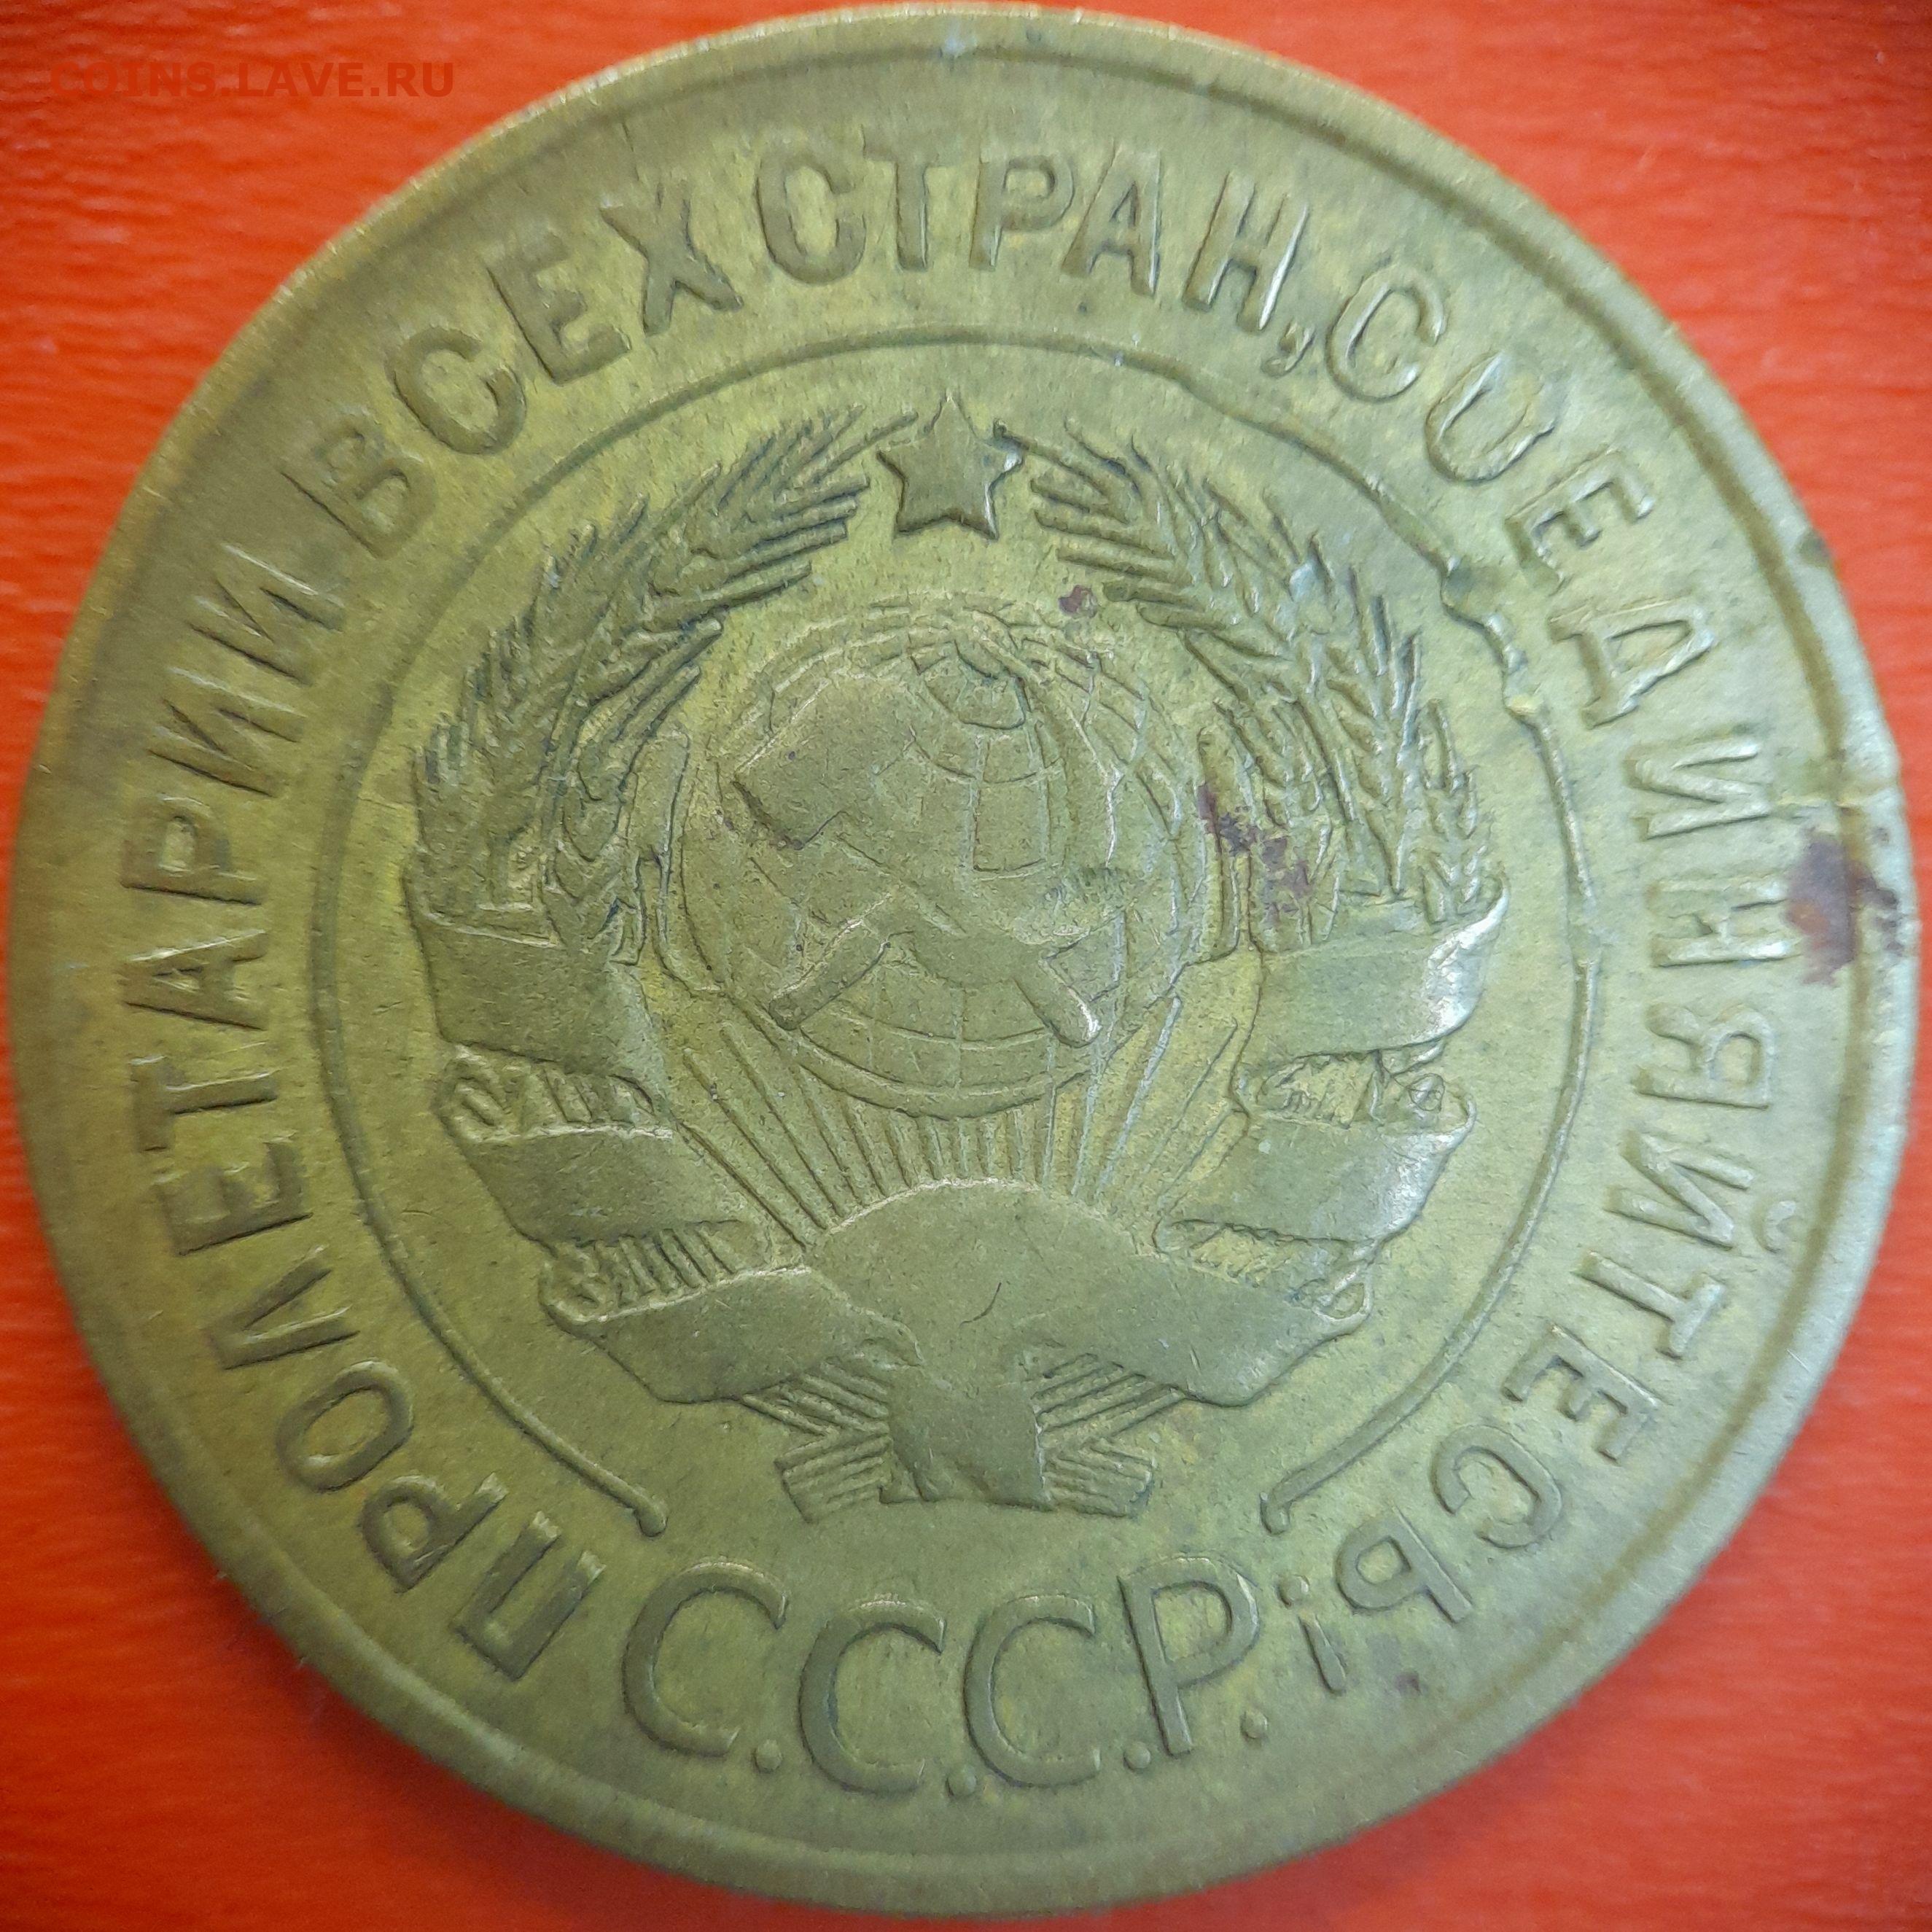 COINS.LAVE.RU
ПРОЛЕТАРИИ ВСЕХ СТРАН, СОЕДИНЯЙТЕСЬ!
С.С.С.Р.